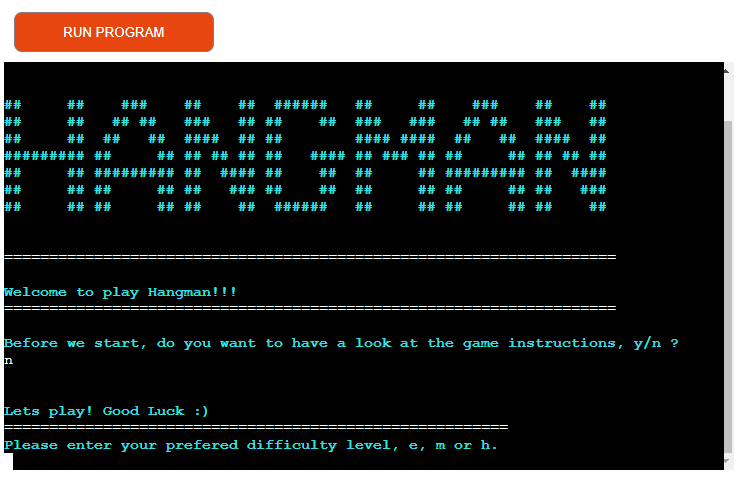 RUN PROGRAM
HANGMAN
====================================================================
Welcome to play Hangman!!!
====================================================================
Before we start, do you want to have a look at the game instructions, y/n ?
n
Lets play! Good Luck :)
========================================================
Please enter your prefered difficulty level, e, m or h.